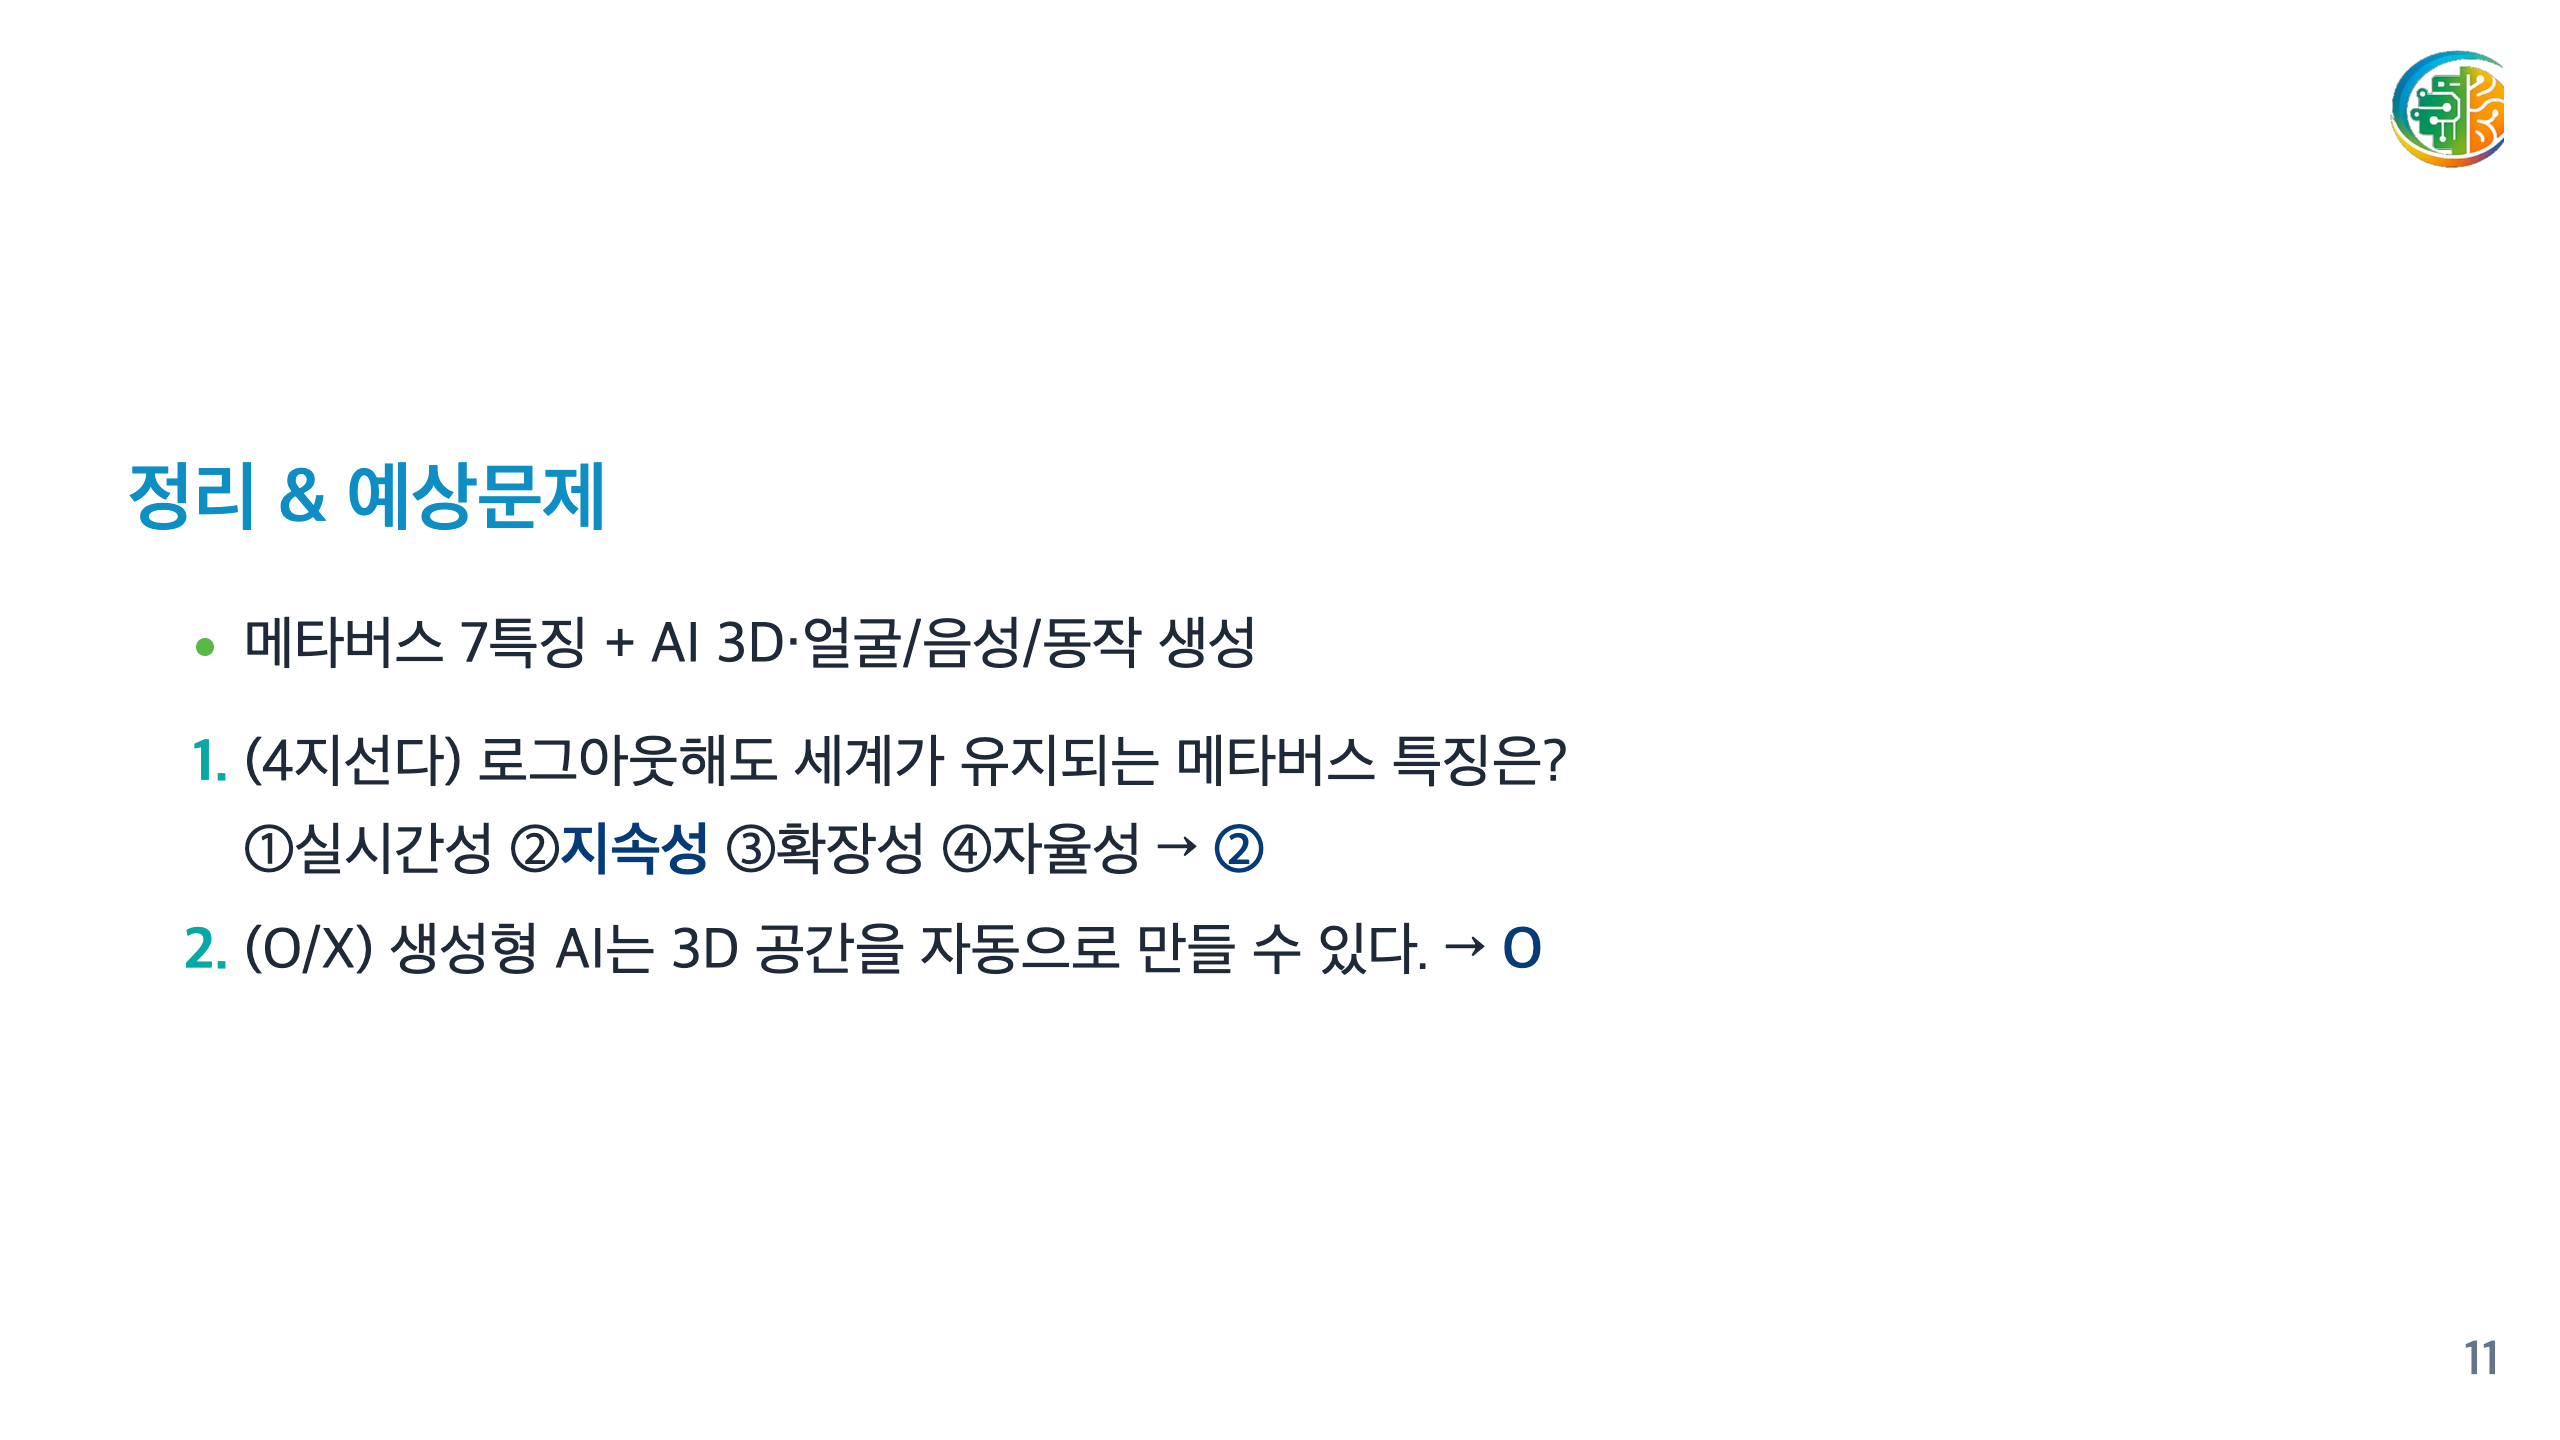 정리 & 예상문제
• 메타버스 7특징 + AI 3D·얼굴/음성/동작 생성
1. (4지선다) 로그아웃해도 세계가 유지되는 메타버스 특징은?
①실시간성 ②지속성 ③확장성 ④자율성 → ②
2. (O/X) 생성형 AI는 3D 공간을 자동으로 만들 수 있다. → O
11